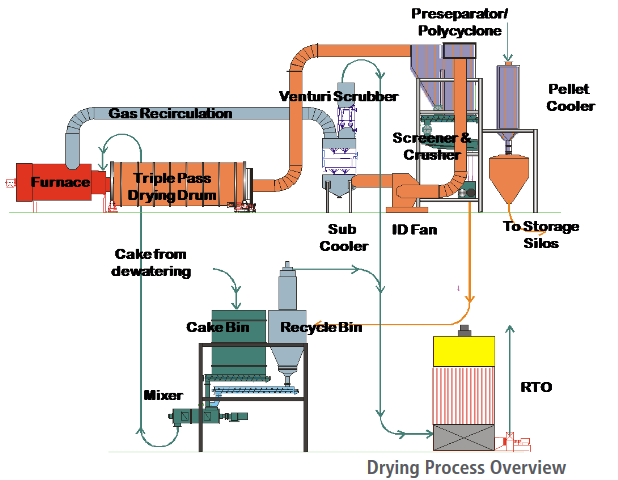 Preseparator/
Polycyclone
Venturi Scrubber
Pellet
Cooler
Gas Recirculation
Screener &
Crusher
Furnace
Triple Pass
Drying Drum
Sub
Cooler
ID Fan
To Storage
Silos
Cake from
dewatering
Cake Bin
Recycle Bin
Mixer
RTO
Drying Process Overview